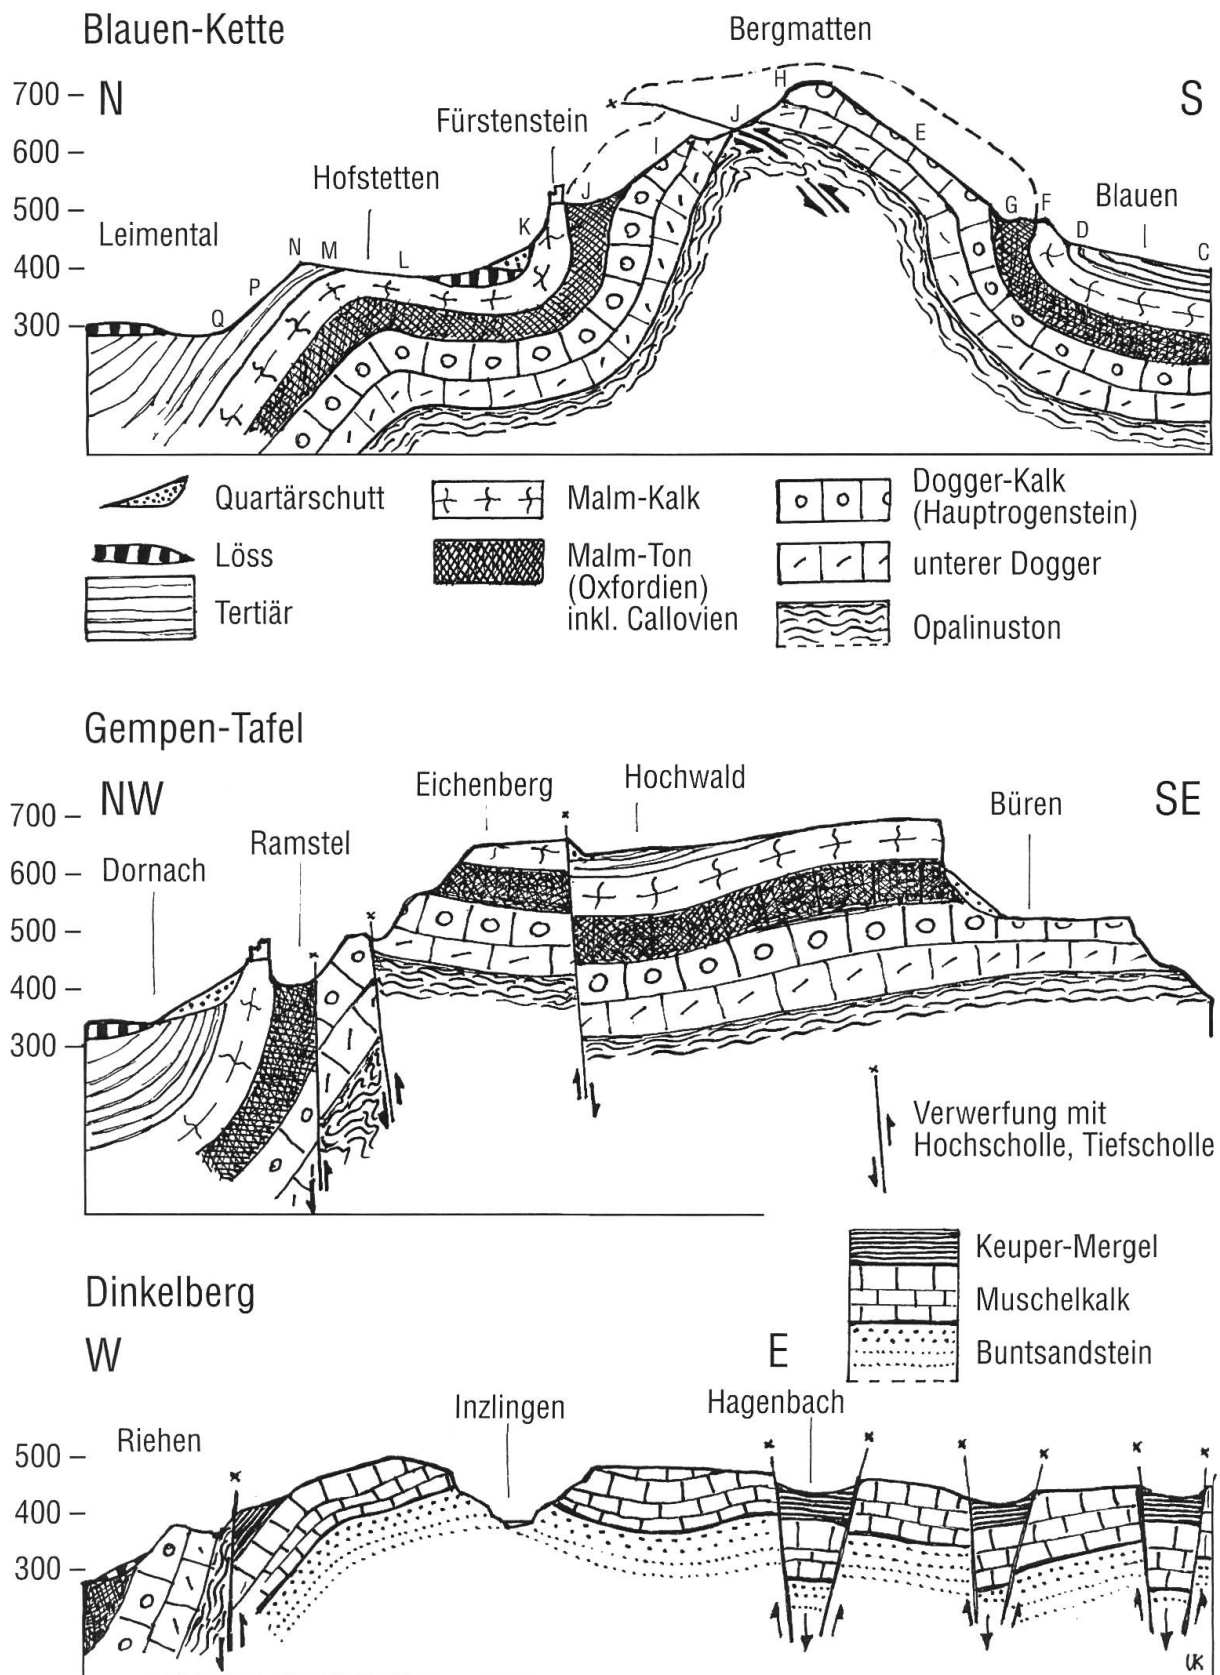 Blauen-Kette
Bergmatten
700 –
N
S
H
Fürstenstein
J
600 –
I
E
Hofstetten
J
500 –
Leimental
K
G
F
Blauen
N
M
L
D
C
400 –
P
Q
300 –
Quartärschutt
Malm-Kalk
Dogger-Kalk
(Hauptrogenstein)
Löss
Malm-Ton
(Oxfordien)
inkl. Callovien
unterer Dogger
Tertiär
Opalinuston
Gempen-Tafel
NW
Eichenberg
Hochwald
Büren
SE
700 –
Ramstel
Dornach
600 –
500 –
400 –
300 –
Verwerfung mit
Hochscholle, Tiefscholle
Keuper-Mergel
Muschelkalk
Buntsandstein
Dinkelberg
W
E
Riehen
Inzlingen
Hagenbach
500 –
400 –
300 –
UK